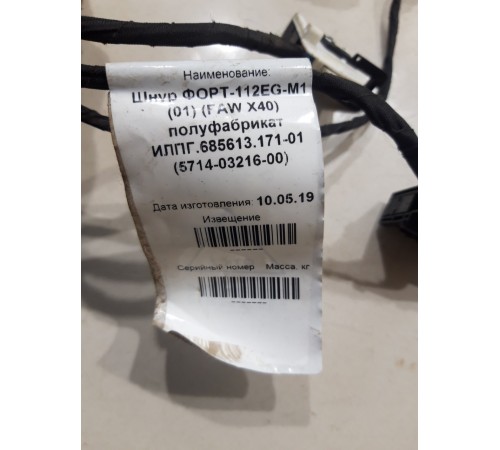 Наименование:
Шнур ФОРТ-112EG-М1
(01) (FAW X40)
полуфабрикат
ИЛПГ.685613.171-01
(5714-03216-00)
Дата изготовления: 10.05.19
Извещение
Серийный номер Масса, кг